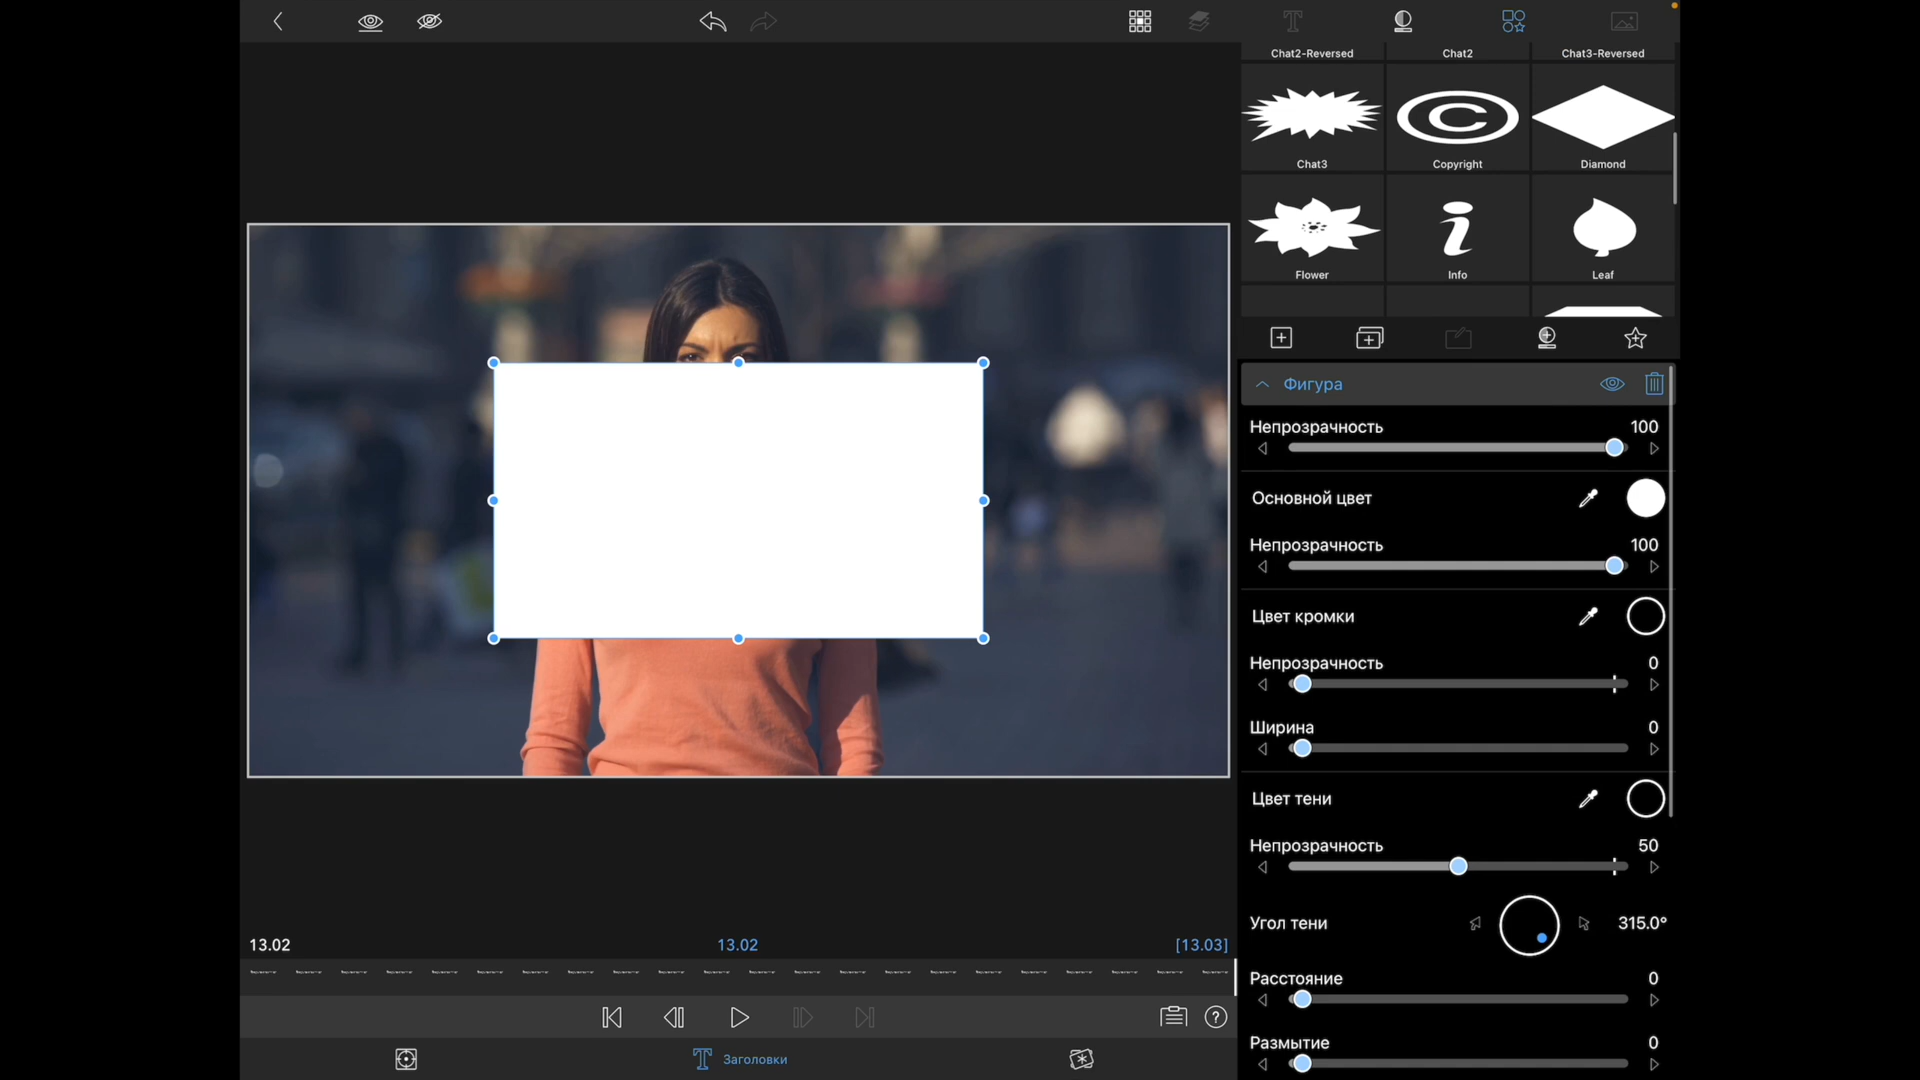 Chat2-Reversed
Chat2
Chat3-Reversed
Chat3
Copyright
Diamond
Flower
Info
Leaf
Фигура
Непрозрачность
100
Основной цвет
Непрозрачность
100
Цвет кромки
Непрозрачность
0
Ширина
0
Цвет тени
Непрозрачность
50
Угол тени
315.0°
Расстояние
0
Размытие
0
13.02
13.02
[13.03]
Заголовки